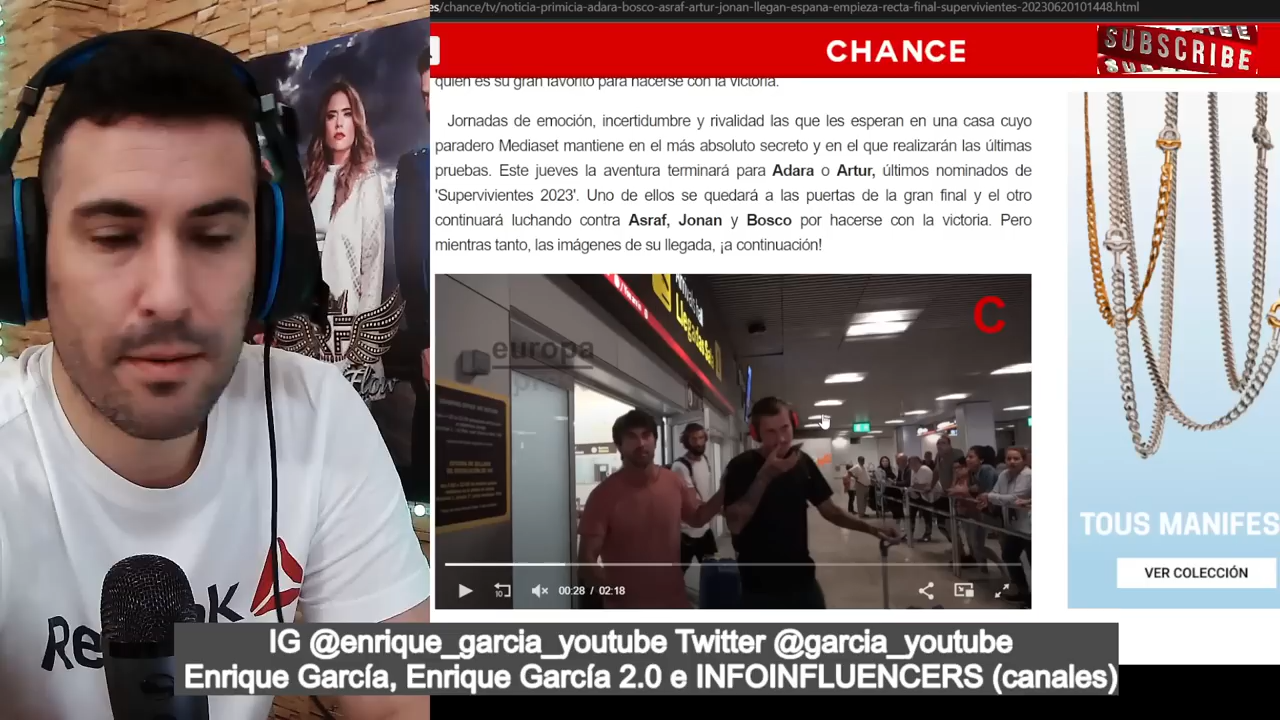 es/chance/tv/noticia-primicia-adara-bosco-asraf-artur-jonan-llegan-espana-empieza-recta-final-supervivientes-20230620101448.html
CHANCE
SUBSCRIBE
quien es su gran favorito para hacerse con la victoria.
Jornadas de emoción, incertidumbre y rivalidad las que les esperan en una casa cuyo
paradero Mediaset mantiene en el más absoluto secreto y en el que realizarán las últimas
pruebas. Este jueves la aventura terminará para Adara o Artur, últimos nominados de
'Supervivientes 2023'. Uno de ellos se quedará a las puertas de la gran final y el otro
continuará luchando contra Asraf, Jonan y Bosco por hacerse con la victoria. Pero
mientras tanto, las imágenes de su llegada, ¡a continuación!
C
europa
Llegadas
10
00:28 / 02:18
TOUS MANIFES
VER COLECCIÓN
Flow
Re
k
IG @enrique_garcia_youtube Twitter @garcia_youtube
Enrique García, Enrique García 2.0 e INFOINFLUENCERS (canales)